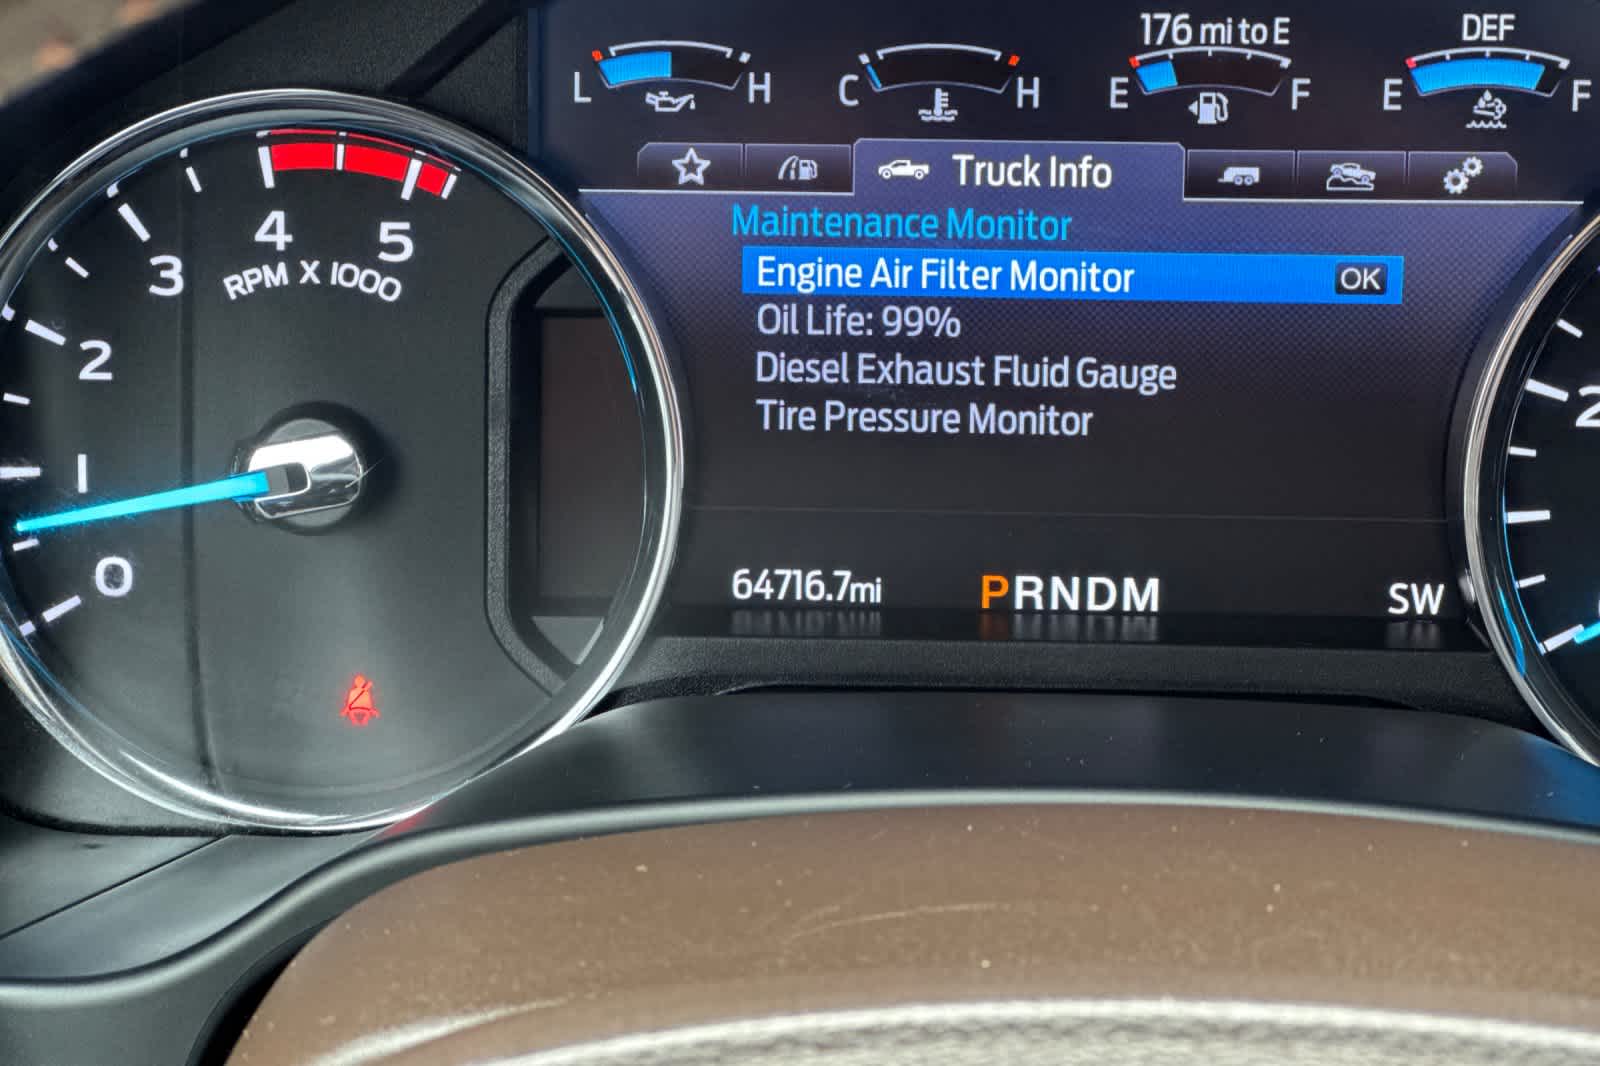 176 mi to E
DEF
L H
C H
E F
E F
Truck Info
Maintenance Monitor
Engine Air Filter Monitor OK
Oil Life: 99%
Diesel Exhaust Fluid Gauge
Tire Pressure Monitor
64716.7mi PRNDM SW
4 5
3
RPM X 1000
2
1
0
2